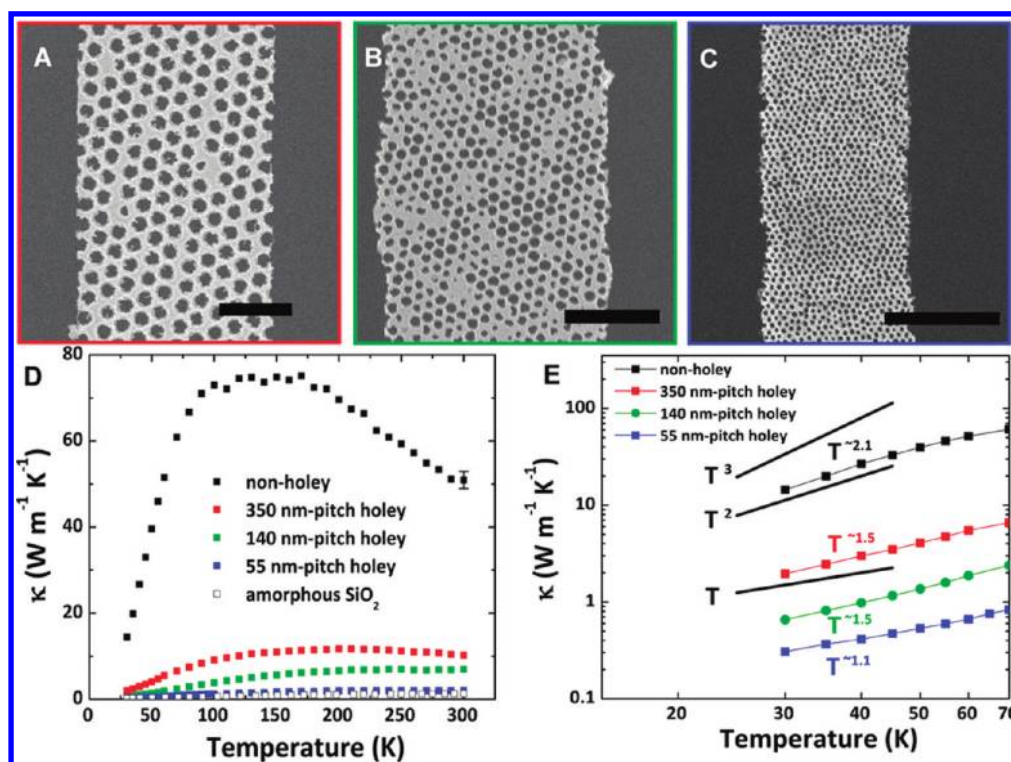 A
B
C
D
80
60
40
20
0
κ (W m⁻¹ K⁻¹)
non-holey
350 nm-pitch holey
140 nm-pitch holey
55 nm-pitch holey
amorphous SiO₂
0 50 100 150 200 250 300
Temperature (K)
E
non-holey
350 nm-pitch holey
140 nm-pitch holey
55 nm-pitch holey
100
10
1
0.1
κ (W m⁻¹ K⁻¹)
T³
T~2.1
T²
T~1.5
T
T~1.5
T~1.1
20 30 40 50 60 70
Temperature (K)